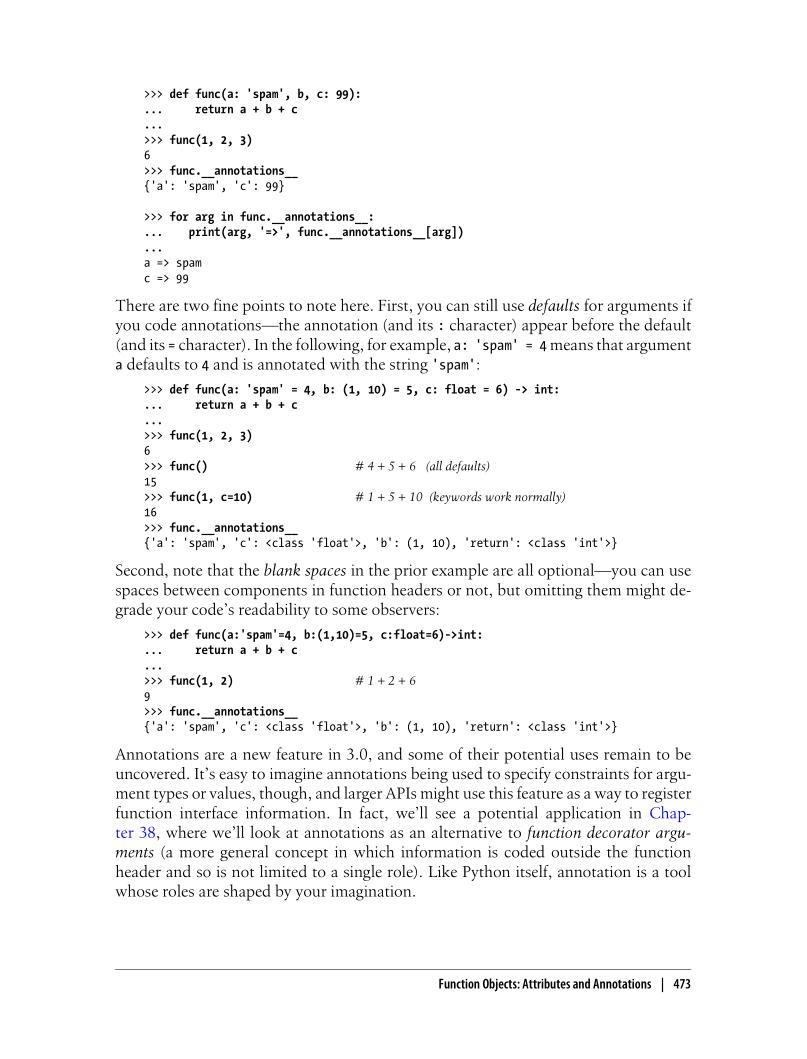 >>> def func(a: 'spam', b, c: 99):
...     return a + b + c
...
>>> func(1, 2, 3)
6
>>> func.__annotations__
{'a': 'spam', 'c': 99}
>>> for arg in func.__annotations__:
...    print(arg, '=>', func.__annotations__[arg])
...
a => spam
c => 99
There are two fine points to note here. First, you can still use defaults for arguments if
you code annotations—the annotation (and its : character) appear before the default
(and its = character). In the following, for example, a: 'spam' = 4 means that argument
a defaults to 4 and is annotated with the string 'spam':
>>> def func(a: 'spam' = 4, b: (1, 10) = 5, c: float = 6) -> int:
...     return a + b + c
...
>>> func(1, 2, 3)
6
>>> func()                       # 4 + 5 + 6  (all defaults)
15
>>> func(1, c=10)                # 1 + 5 + 10  (keywords work normally)
16
>>> func.__annotations__
{'a': 'spam', 'c': <class 'float'>, 'b': (1, 10), 'return': <class 'int'>}
Second, note that the blank spaces in the prior example are all optional—you can use
spaces between components in function headers or not, but omitting them might de-
grade your code's readability to some observers:
>>> def func(a:'spam'=4, b:(1,10)=5, c:float=6)->int:
...     return a + b + c
...
>>> func(1, 2)                   # 1 + 2 + 6
9
>>> func.__annotations__
{'a': 'spam', 'c': <class 'float'>, 'b': (1, 10), 'return': <class 'int'>}
Annotations are a new feature in 3.0, and some of their potential uses remain to be
uncovered. It's easy to imagine annotations being used to specify constraints for argu-
ment types or values, though, and larger APIs might use this feature as a way to register
function interface information. In fact, we'll see a potential application in Chap-
ter 38, where we'll look at annotations as an alternative to function decorator argu-
ments (a more general concept in which information is coded outside the function
header and so is not limited to a single role). Like Python itself, annotation is a tool
whose roles are shaped by your imagination.
Function Objects: Attributes and Annotations | 473